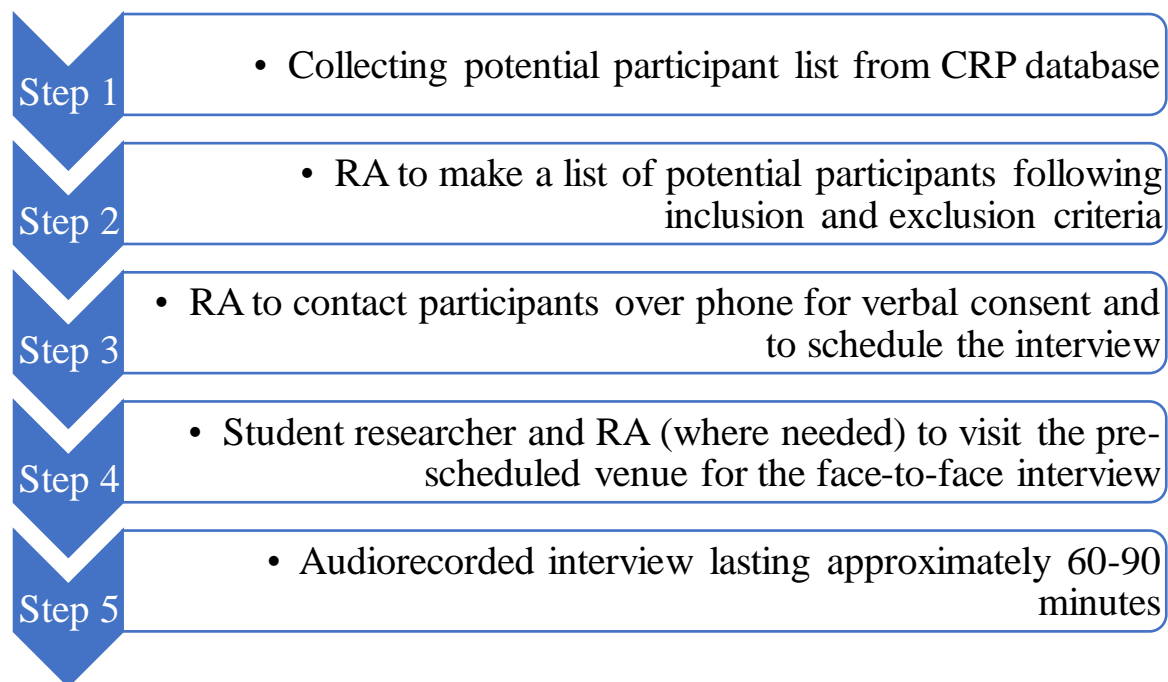 Step 1
• Collecting potential participant list from CRP database
Step 2
• RA to make a list of potential participants following
inclusion and exclusion criteria
Step 3
• RA to contact participants over phone for verbal consent and
to schedule the interview
Step 4
• Student researcher and RA (where needed) to visit the pre-
scheduled venue for the face-to-face interview
Step 5
• Audiorecorded interview lasting approximately 60-90
minutes